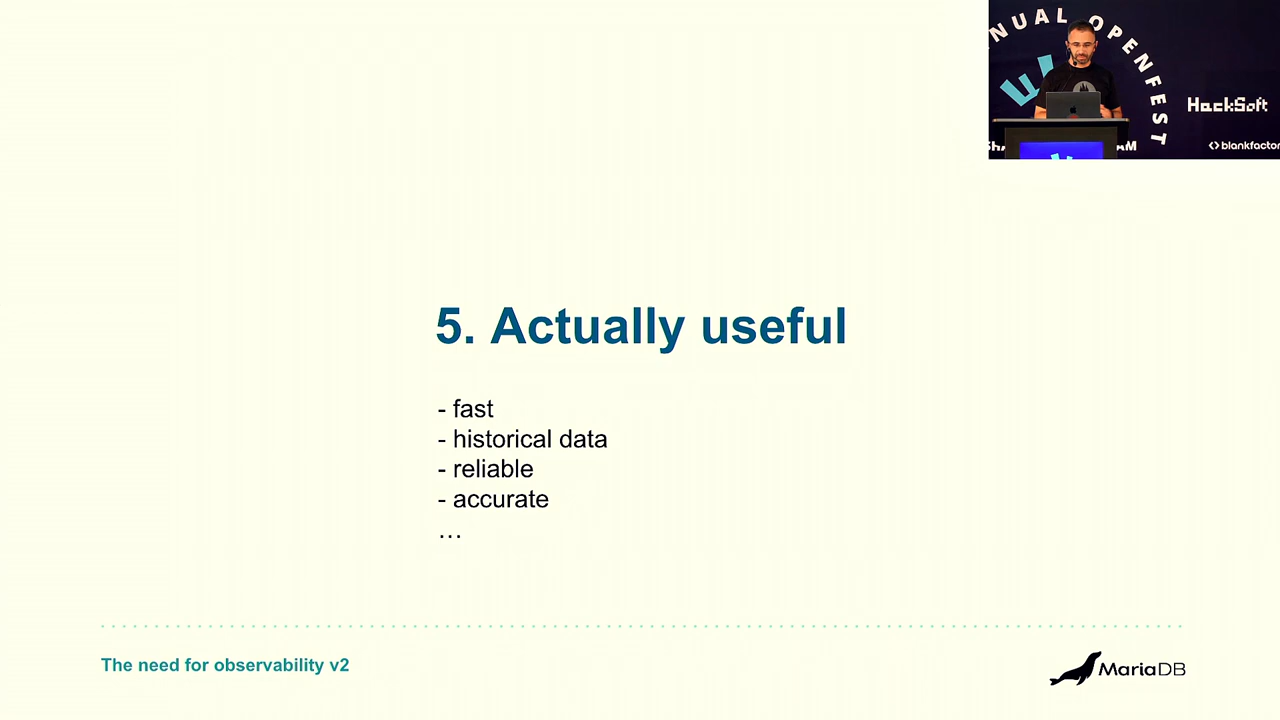 NUAL OPENFEST
HackSoft
blankfactor
5. Actually useful
- fast
- historical data
- reliable
- accurate
…
The need for observability v2
MariaDB